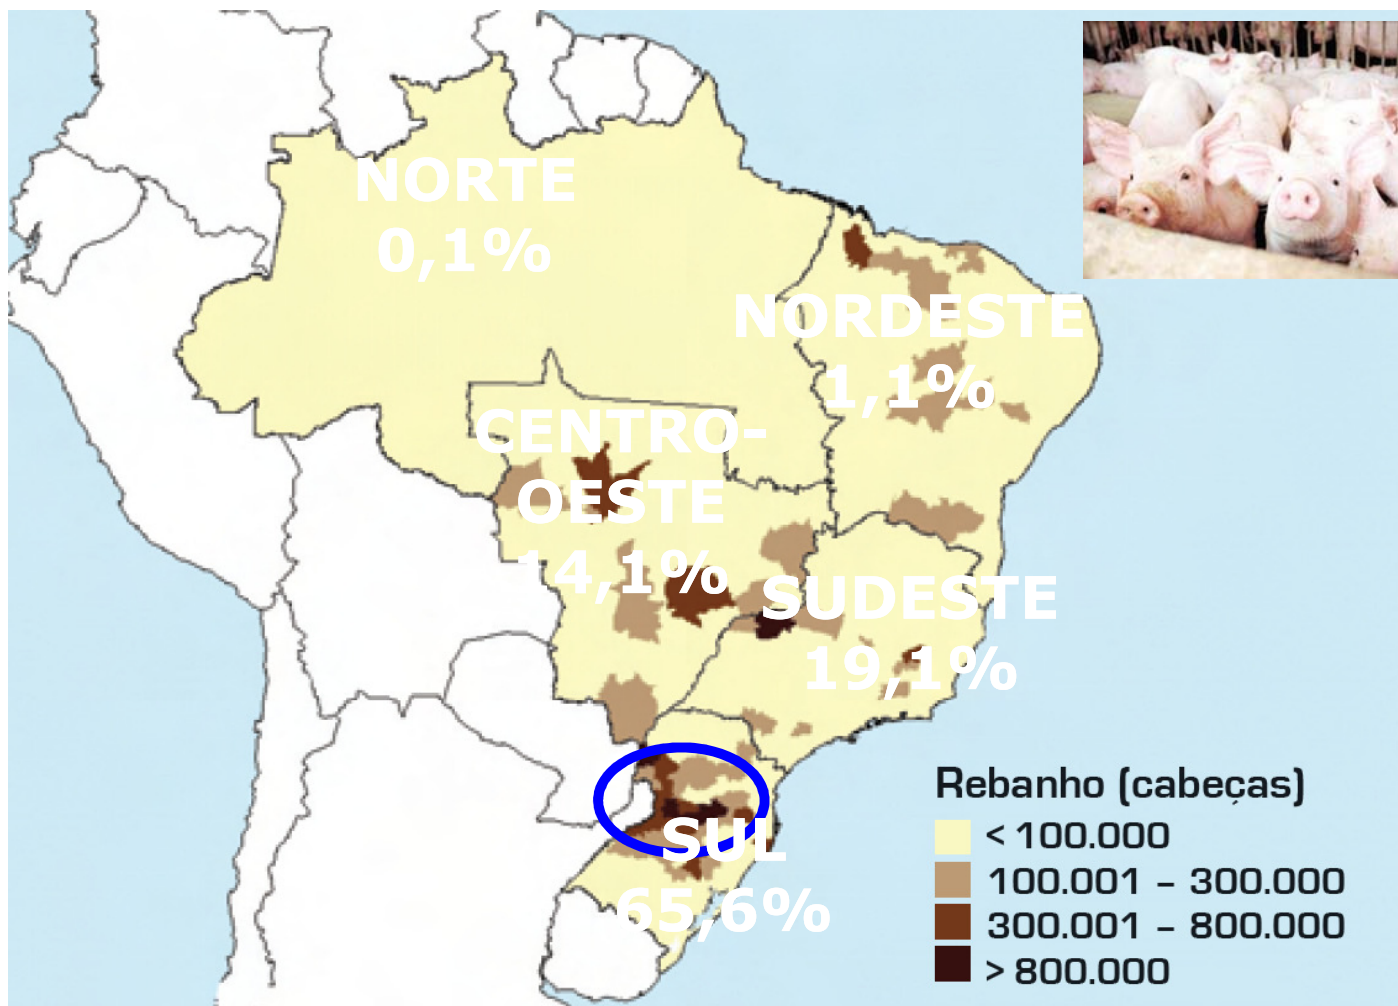 NORTE
0,1%
NORDESTE
1,1%
CENTRO-
OESTE
14,1%
SUDESTE
19,1%
SUL
65,6%
Rebanho (cabeças)
< 100.000
100.001 – 300.000
300.001 – 800.000
> 800.000